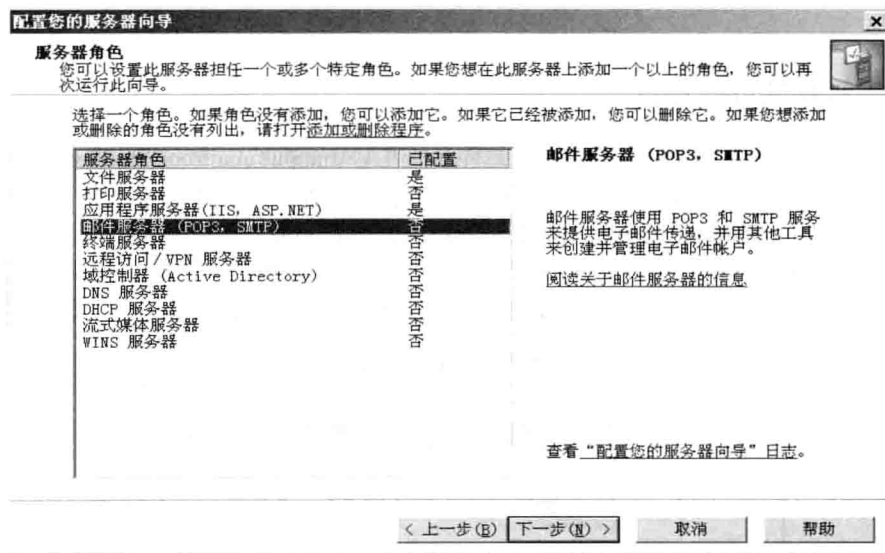 配置您的服务器向导
服务器角色
您可以设置此服务器担任一个或多个特定角色。如果您想在此服务器上添加一个以上的角色，您可以再
次运行此向导。
选择一个角色。如果角色没有添加，您可以添加它。如果它已经被添加，您可以删除它。如果您想添加
或删除的角色没有列出，请打开添加或删除程序。
服务器角色 已配置
文件服务器 是
打印服务器 否
应用程序服务器(IIS, ASP.NET) 是
邮件服务器 (POP3, SMTP) 否
终端服务器 否
远程访问/VPN 服务器 否
域控制器 (Active Directory) 否
DNS 服务器 否
DHCP 服务器 否
流式媒体服务器 否
WINS 服务器 否
邮件服务器 (POP3, SMTP)
邮件服务器使用 POP3 和 SMTP 服务
来提供电子邮件传递，并用其他工具
来创建并管理电子邮件帐户。
阅读关于邮件服务器的信息
查看“配置您的服务器向导”日志。
< 上一步(B) 下一步(N) > 取消 帮助